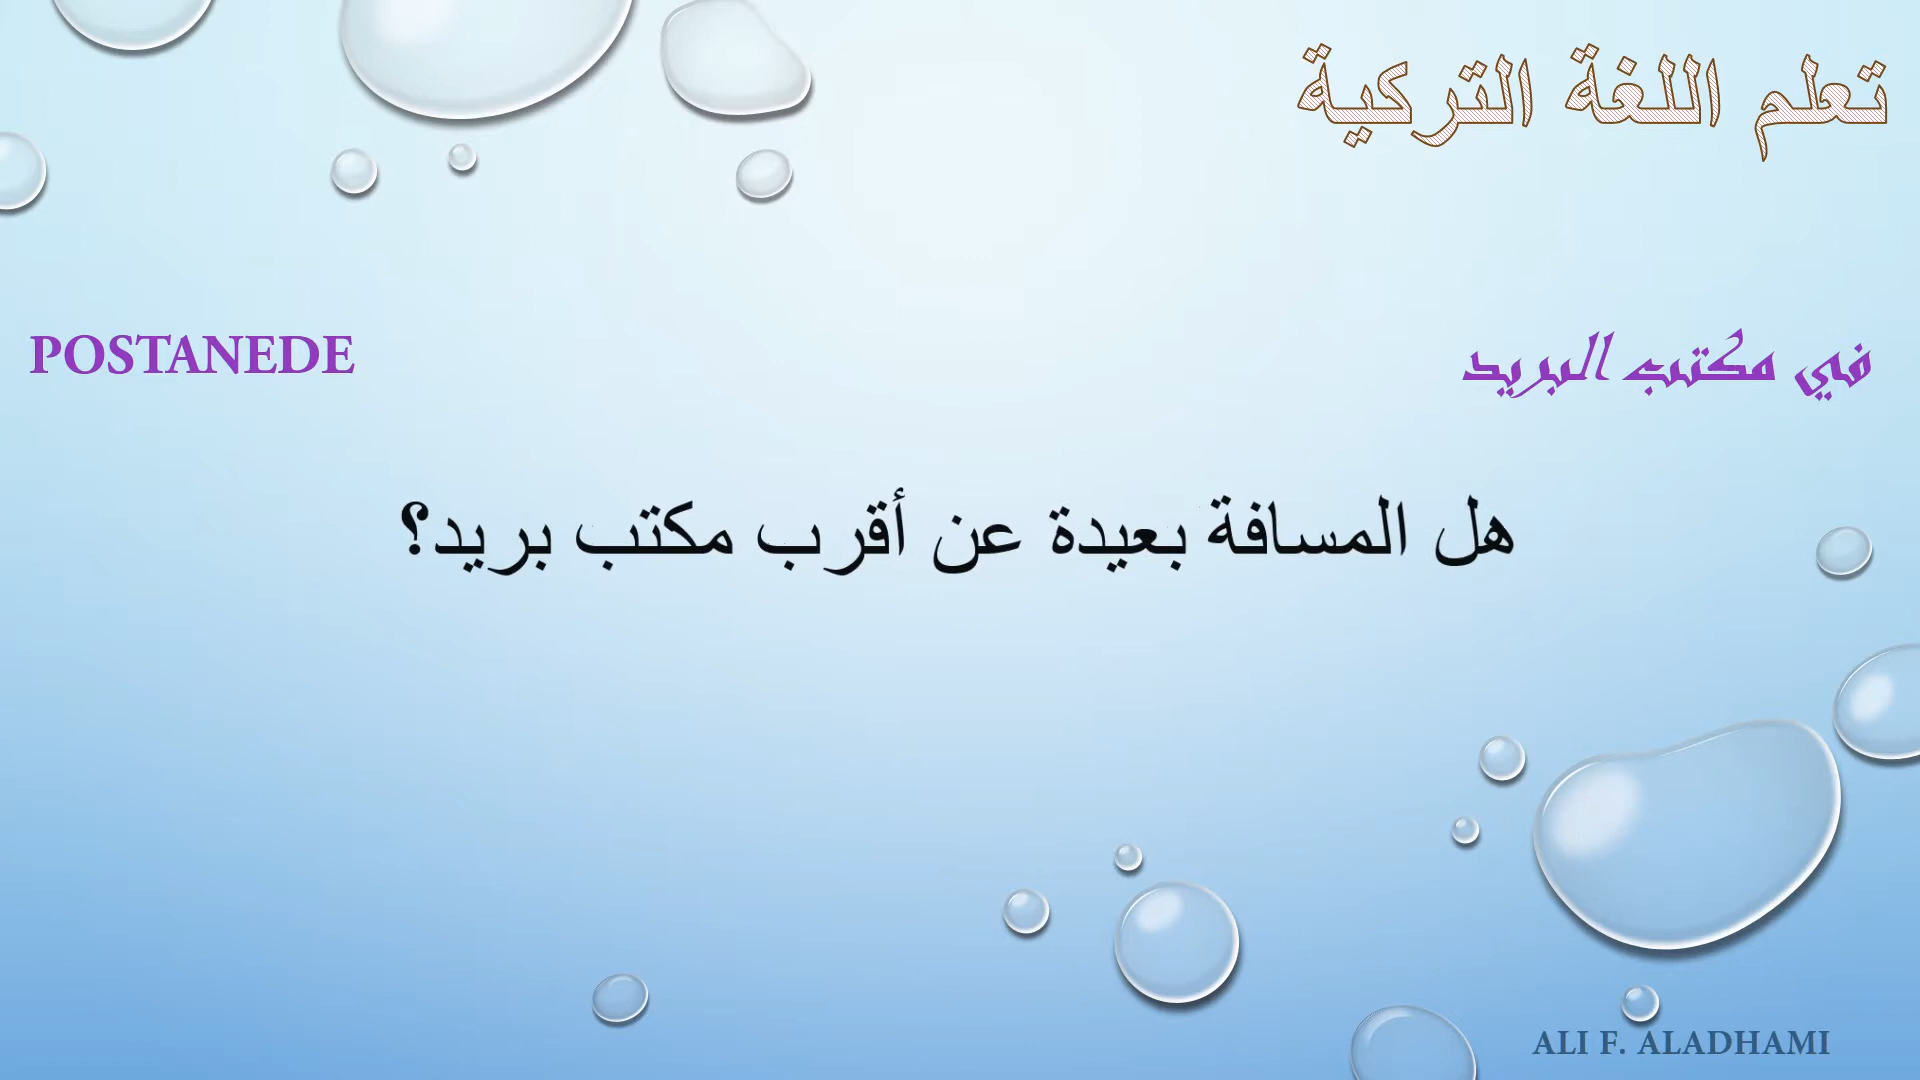 تعلم اللغة التركية
في مكتب البريد
POSTANEDE
هل المسافة بعيدة عن أقرب مكتب بريد؟
ALI F. ALADHAMI